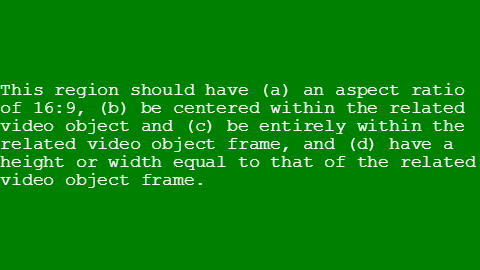 This region should have (a) an aspect ratio
of 16:9, (b) be centered within the related
video object and (c) be entirely within the
related video object frame, and (d) have a
height or width equal to that of the related
video object frame.